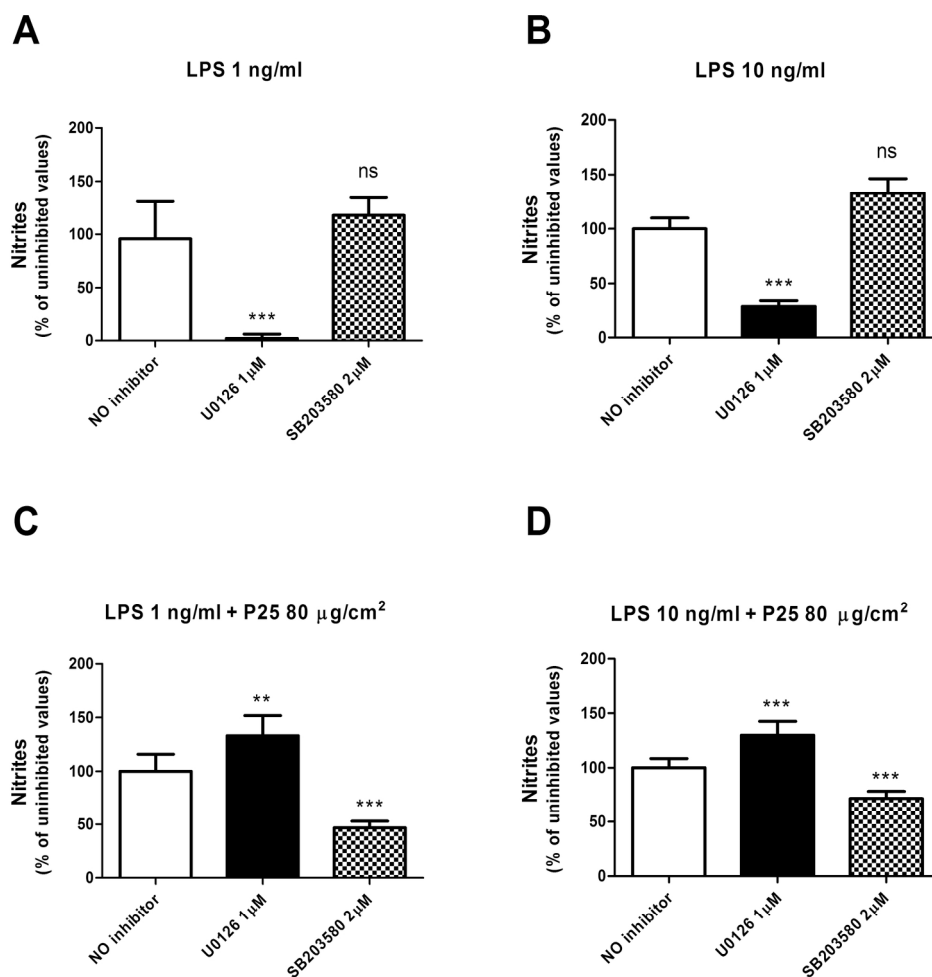 A
LPS 1 ng/ml
Nitrites
(% of uninhibited values)
200
150
100
50
0
***
ns
NO inhibitor
U0126 1μM
SB203580 2μM
B
LPS 10 ng/ml
Nitrites
(% of uninhibited values)
200
150
100
50
0
***
ns
NO inhibitor
U0126 1μM
SB203580 2μM
C
LPS 1 ng/ml + P25 80 μg/cm²
Nitrites
(% of uninhibited values)
200
150
100
50
0
**
***
NO inhibitor
U0126 1μM
SB203580 2μM
D
LPS 10 ng/ml + P25 80 μg/cm²
Nitrites
(% of uninhibited values)
200
150
100
50
0
***
***
NO inhibitor
U0126 1μM
SB203580 2μM